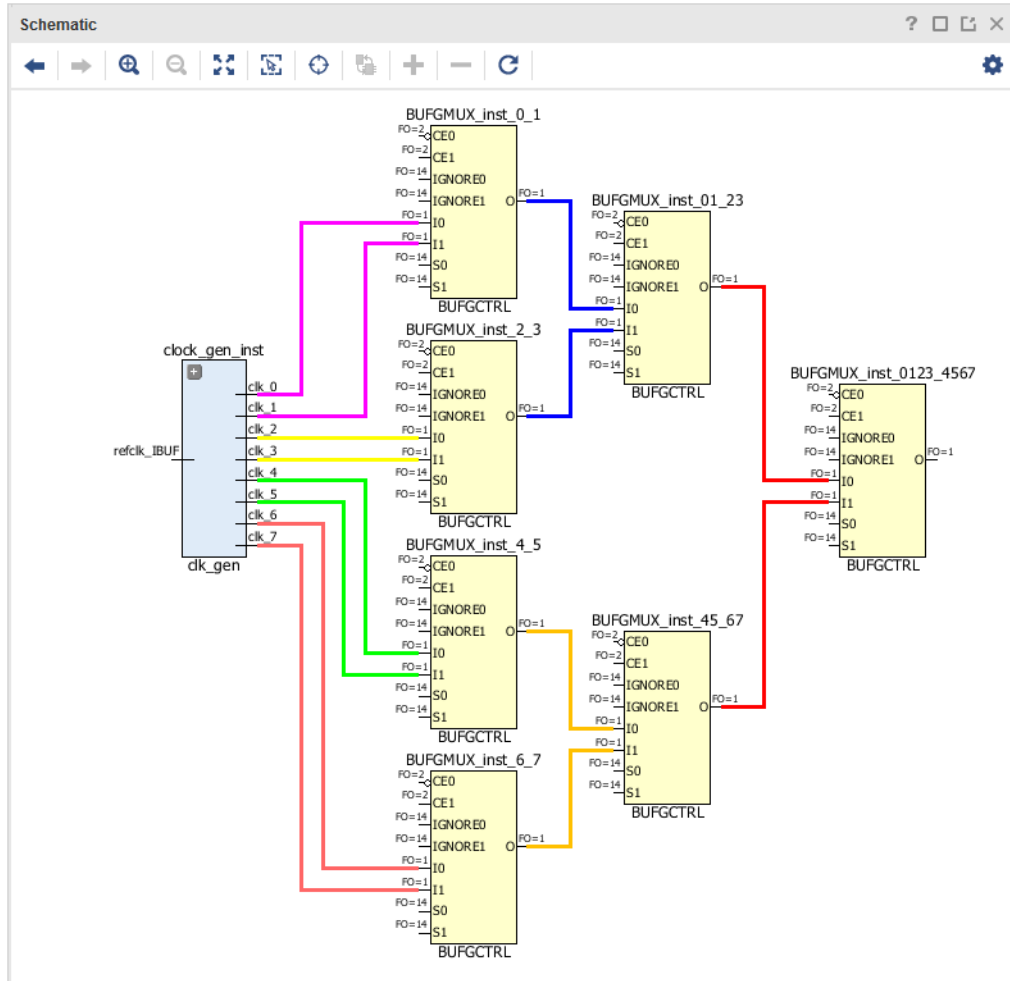 Schematic
?
BUFGMUX_inst_0_1
FO=2 CE0
FO=2 CE1
FO=14 IGNORE0
FO=14 IGNORE1 O FO=1
FO=1 I0
FO=1 I1
FO=14 S0
FO=14 S1
BUFGCTRL
BUFGMUX_inst_01_23
FO=2 CE0
FO=2 CE1
FO=14 IGNORE0
FO=14 IGNORE1 O FO=1
FO=1 I0
FO=1 I1
FO=14 S0
FO=14 S1
BUFGCTRL
BUFGMUX_inst_2_3
FO=2 CE0
FO=2 CE1
FO=14 IGNORE0
FO=14 IGNORE1 O FO=1
FO=1 I0
FO=1 I1
FO=14 S0
FO=14 S1
BUFGCTRL
clock_gen_inst
clk_0
clk_1
clk_2
refclk_IBUF clk_3
clk_4
clk_5
clk_6
clk_7
clk_gen
BUFGMUX_inst_0123_4567
FO=2 CE0
FO=2 CE1
FO=14 IGNORE0
FO=14 IGNORE1 O FO=1
FO=1 I0
FO=1 I1
FO=14 S0
FO=14 S1
BUFGCTRL
BUFGMUX_inst_4_5
FO=2 CE0
FO=2 CE1
FO=14 IGNORE0
FO=14 IGNORE1 O FO=1
FO=1 I0
FO=1 I1
FO=14 S0
FO=14 S1
BUFGCTRL
BUFGMUX_inst_45_67
FO=2 CE0
FO=2 CE1
FO=14 IGNORE0
FO=14 IGNORE1 O FO=1
FO=1 I0
FO=1 I1
FO=14 S0
FO=14 S1
BUFGCTRL
BUFGMUX_inst_6_7
FO=2 CE0
FO=2 CE1
FO=14 IGNORE0
FO=14 IGNORE1 O FO=1
FO=1 I0
FO=1 I1
FO=14 S0
FO=14 S1
BUFGCTRL